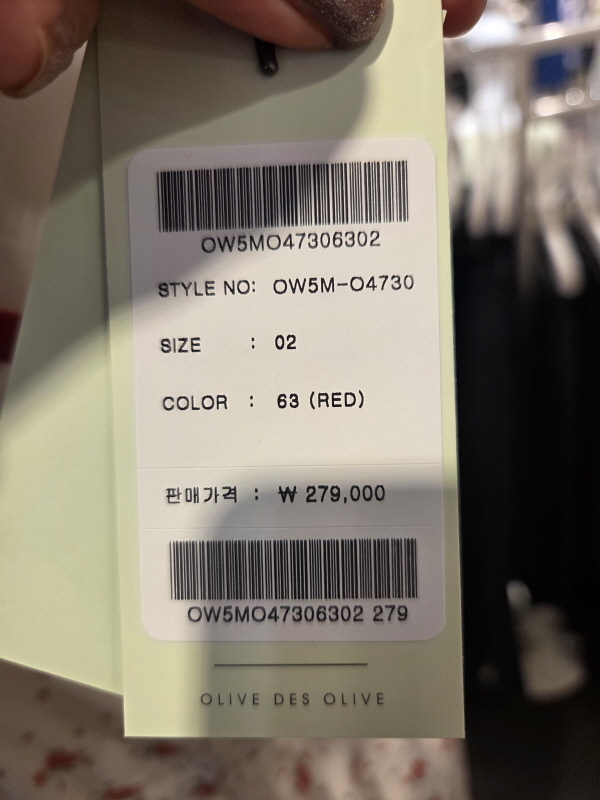 OW5MO47306302
STYLE NO: OW5M-O4730
SIZE : 02
COLOR : 63 (RED)
판매가격 : ₩ 279,000
OW5MO47306302 279
OLIVE DES OLIVE